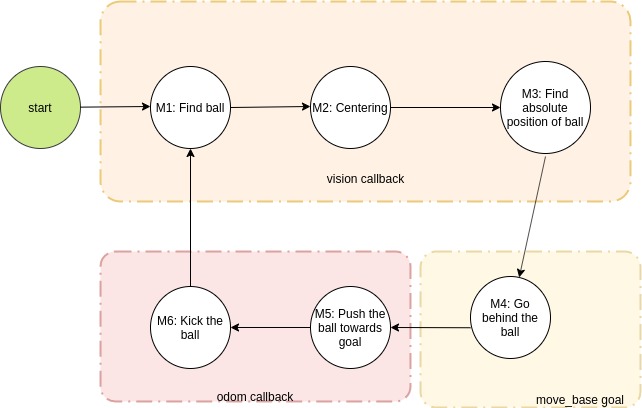 start
M1: Find ball
M2: Centering
M3: Find
absolute
position of ball
vision callback
M6: Kick the
ball
M5: Push the
ball towards
goal
M4: Go
behind the
ball
odom callback
move_base goal